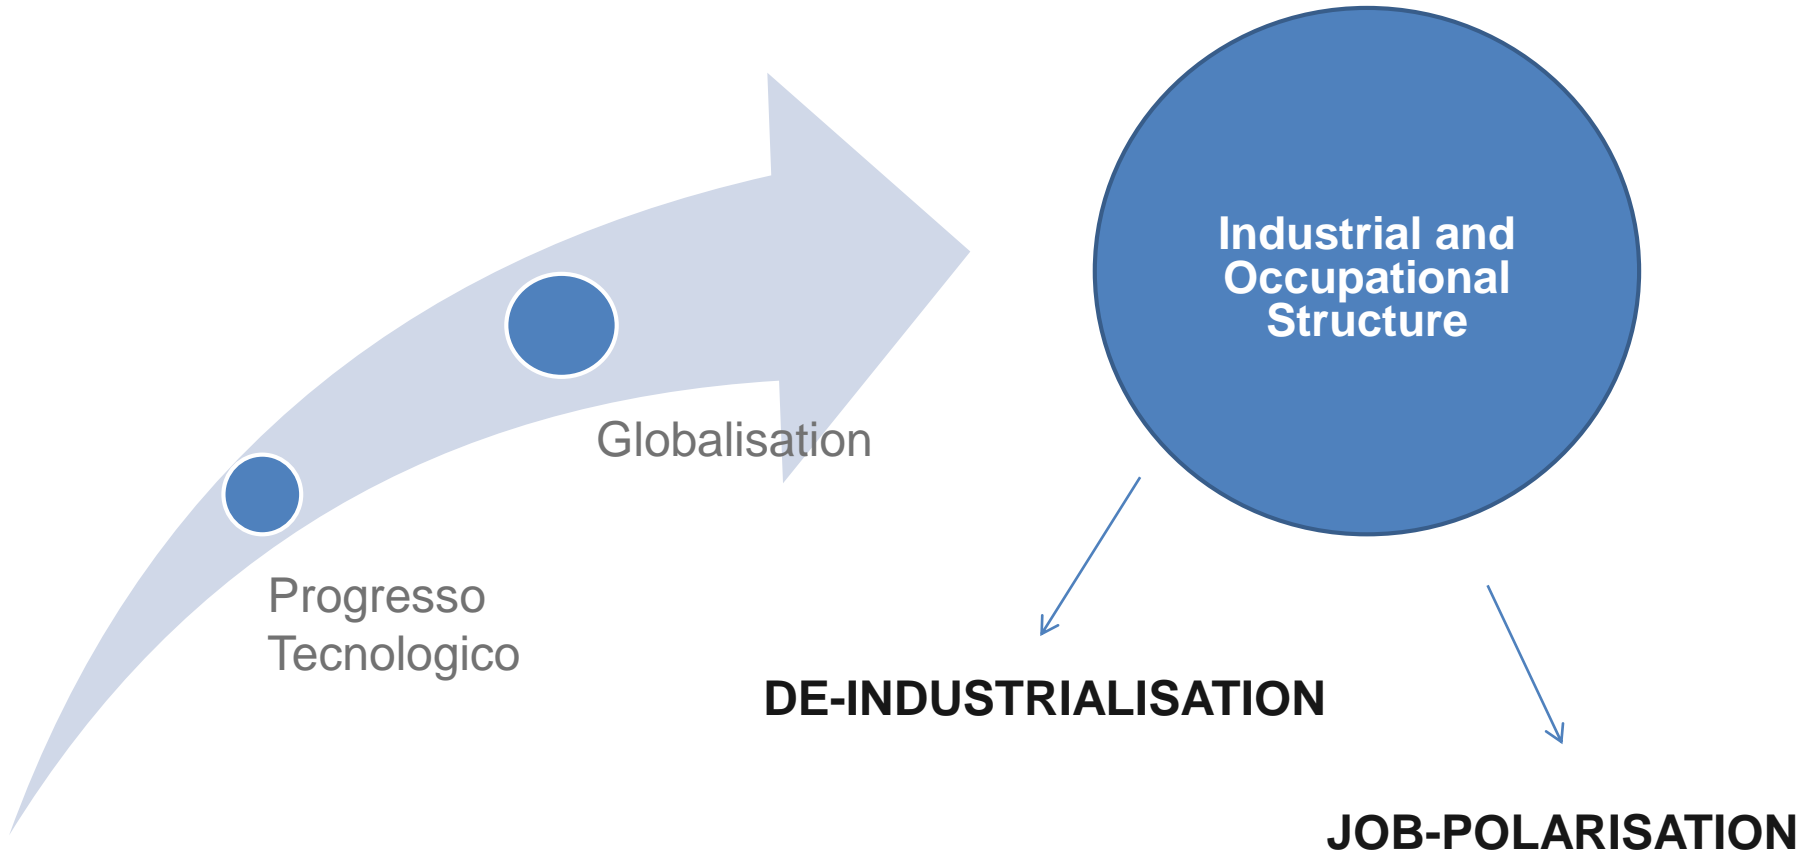 Industrial and
Occupational
Structure
Globalisation
Progresso
Tecnologico
DE-INDUSTRIALISATION
JOB-POLARISATION